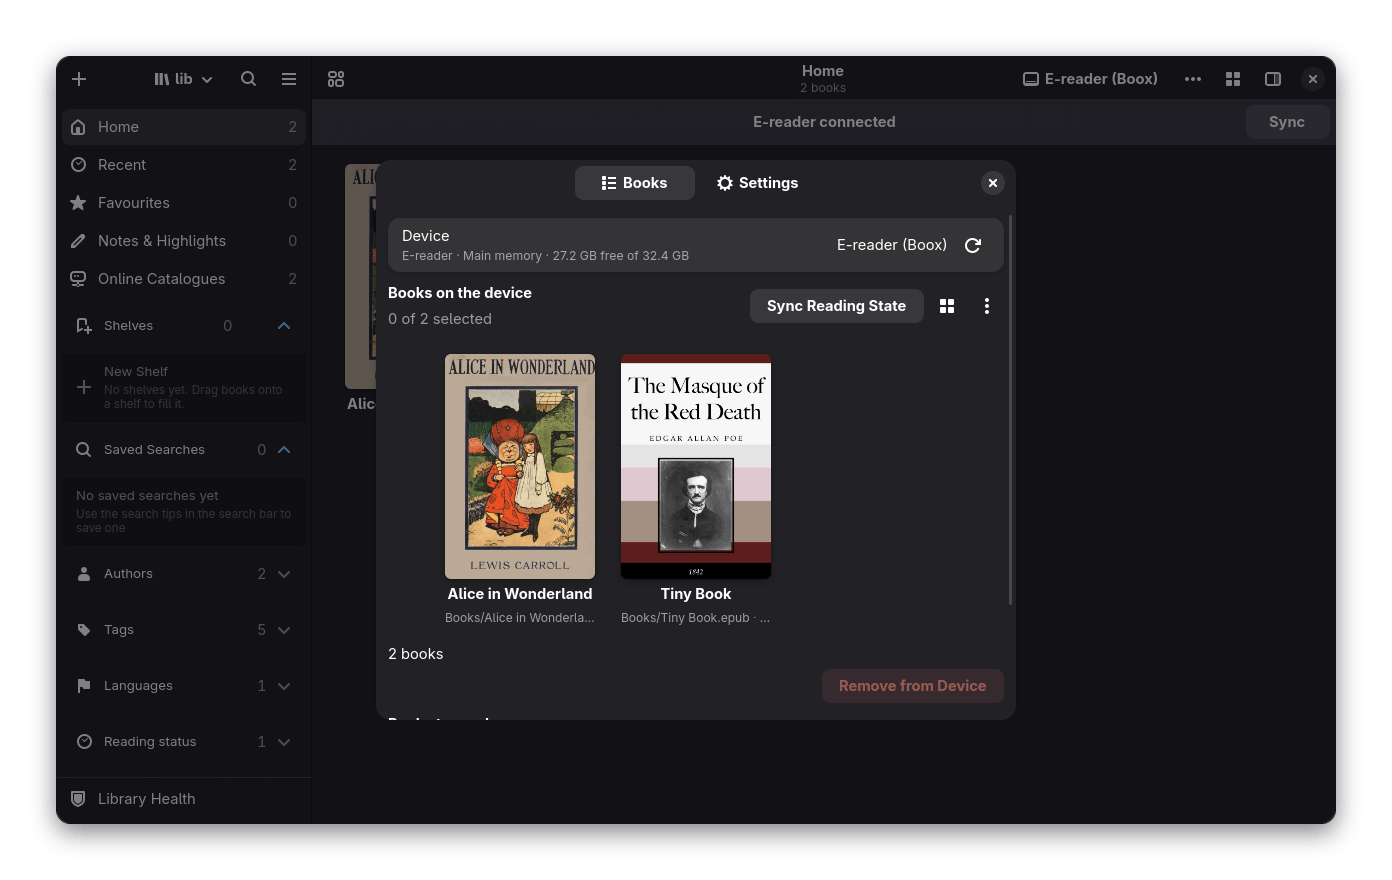 lib
Home
2 books
E-reader (Boox)
E-reader connected
Sync
Home 2
Recent 2
Favourites 0
Notes & Highlights 0
Online Catalogues 2
Shelves 0
New Shelf
No shelves yet. Drag books onto
a shelf to fill it.
Saved Searches 0
No saved searches yet
Use the search tips in the search bar to
save one
Authors 2
Tags 5
Languages 1
Reading status 1
Library Health
Books
Settings
Device
E-reader · Main memory · 27.2 GB free of 32.4 GB
E-reader (Boox)
Books on the device
0 of 2 selected
Sync Reading State
ALICE IN WONDERLAND
LEWIS CARROLL
Alice in Wonderland
Books/Alice in Wonderla...
The Masque of
the Red Death
EDGAR ALLAN POE
1842
Tiny Book
Books/Tiny Book.epub · ...
2 books
Remove from Device